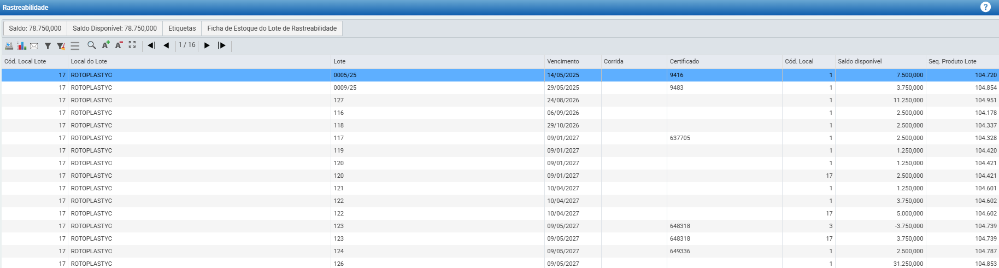 Rastreabilidade
Saldo: 78.750,000 Saldo Disponível: 78.750,000 Etiquetas Ficha de Estoque do Lote de Rastreabilidade
1 / 16
Cód. Local Lote Local do Lote Lote Vencimento Corrida Certificado Cód. Local Saldo disponível Seq. Produto Lote
17 ROTOPLASTYC 0005/25 14/05/2025 9416 1 7.500,000 104.720
17 ROTOPLASTYC 0009/25 29/05/2025 9483 1 3.750,000 104.854
17 ROTOPLASTYC 127 24/08/2026 1 11.250,000 104.951
17 ROTOPLASTYC 116 06/09/2026 1 2.500,000 104.178
17 ROTOPLASTYC 118 29/10/2026 1 2.500,000 104.337
17 ROTOPLASTYC 117 09/01/2027 637705 1 2.500,000 104.328
17 ROTOPLASTYC 119 09/01/2027 1 1.250,000 104.420
17 ROTOPLASTYC 120 09/01/2027 1 1.250,000 104.421
17 ROTOPLASTYC 120 09/01/2027 17 2.500,000 104.421
17 ROTOPLASTYC 121 10/04/2027 1 1.250,000 104.601
17 ROTOPLASTYC 122 10/04/2027 1 3.750,000 104.602
17 ROTOPLASTYC 122 10/04/2027 17 5.000,000 104.602
17 ROTOPLASTYC 123 09/05/2027 648318 3 -3.750,000 104.739
17 ROTOPLASTYC 123 09/05/2027 648318 17 3.750,000 104.739
17 ROTOPLASTYC 124 09/05/2027 649336 1 2.500,000 104.787
17 ROTOPLASTYC 126 09/05/2027 1 31.250,000 104.853